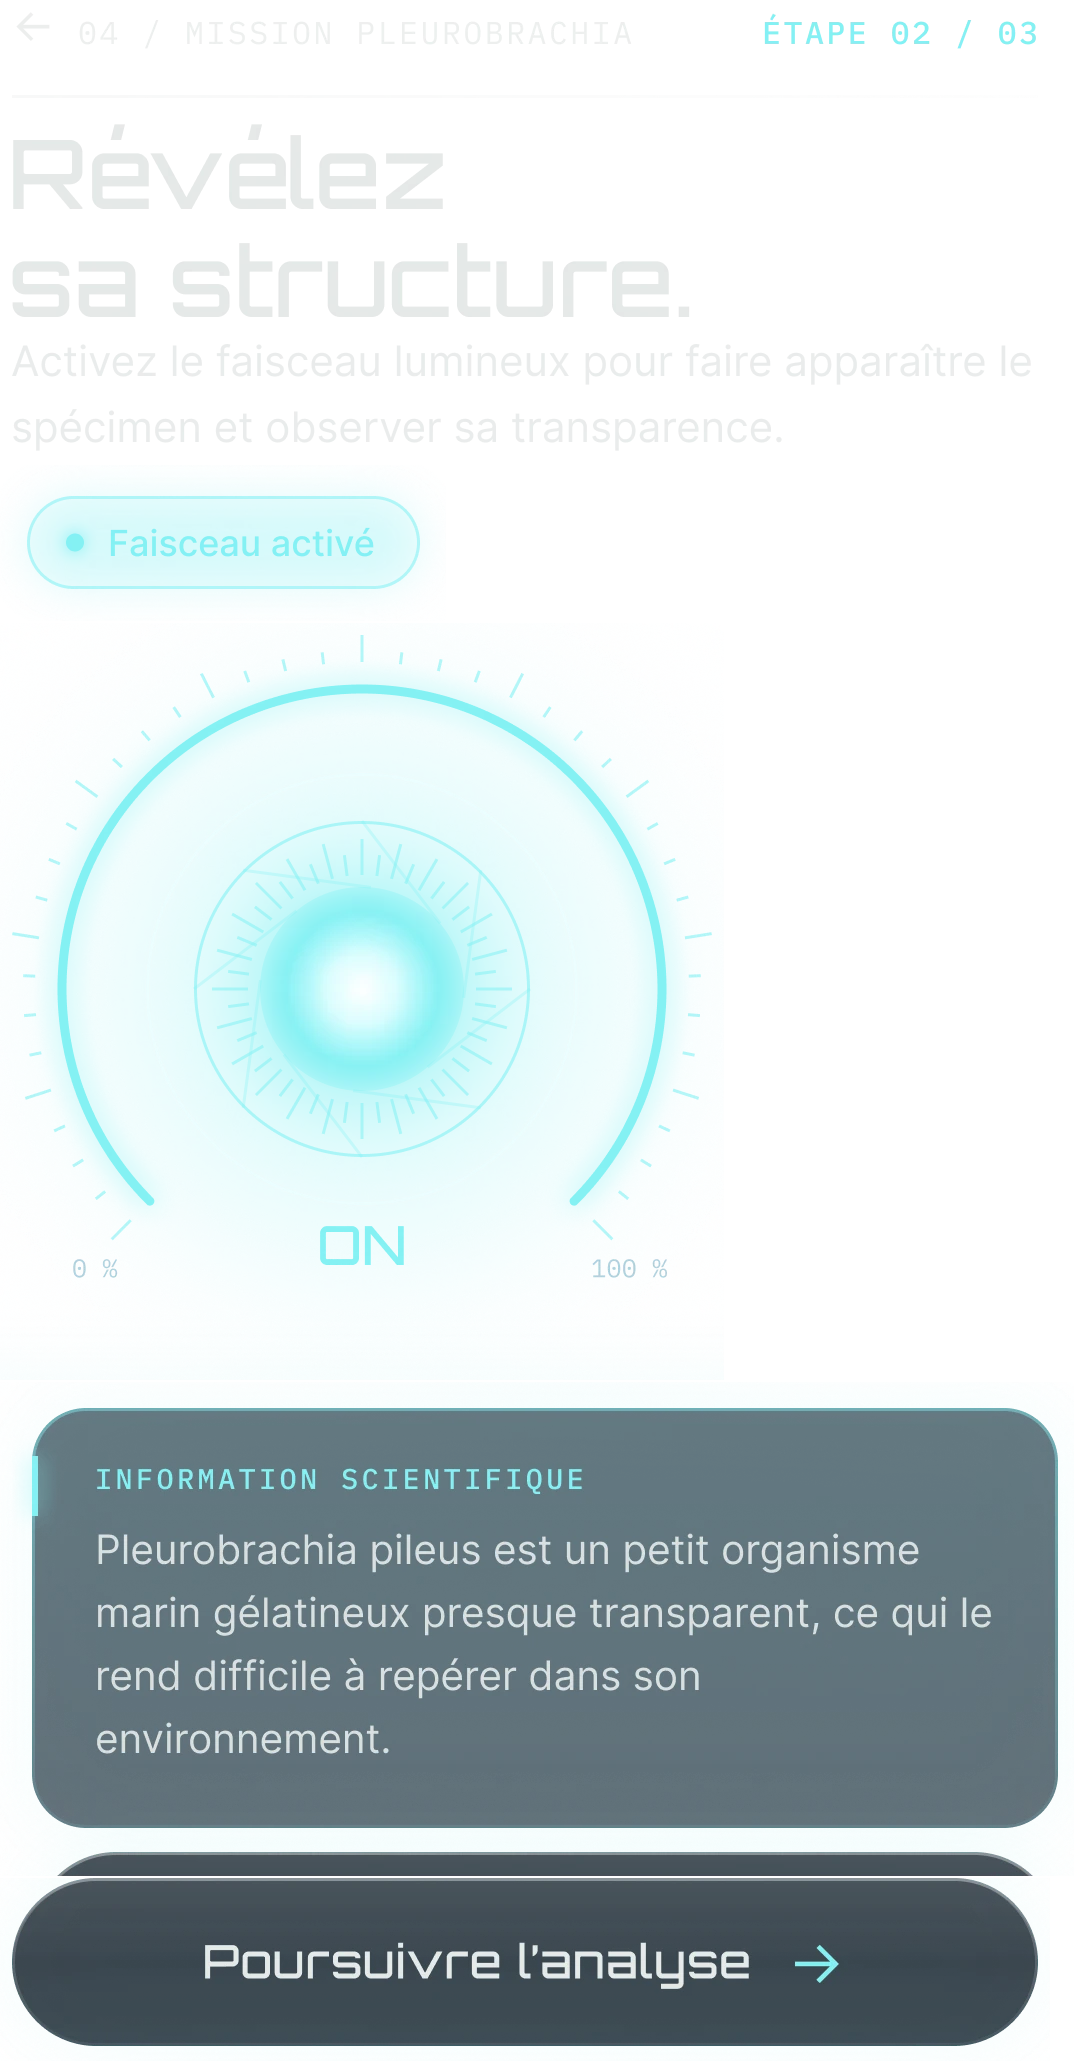 04 / MISSION PLEUROBRACHIA
ÉTAPE 02 / 03
Révélez
sa structure.
Activez le faisceau lumineux pour faire apparaître le
spécimen et observer sa transparence.
Faisceau activé
ON
0 %
100 %
INFORMATION SCIENTIFIQUE
Pleurobrachia pileus est un petit organisme
marin gélatineux presque transparent, ce qui le
rend difficile à repérer dans son
environnement.
Poursuivre l'analyse